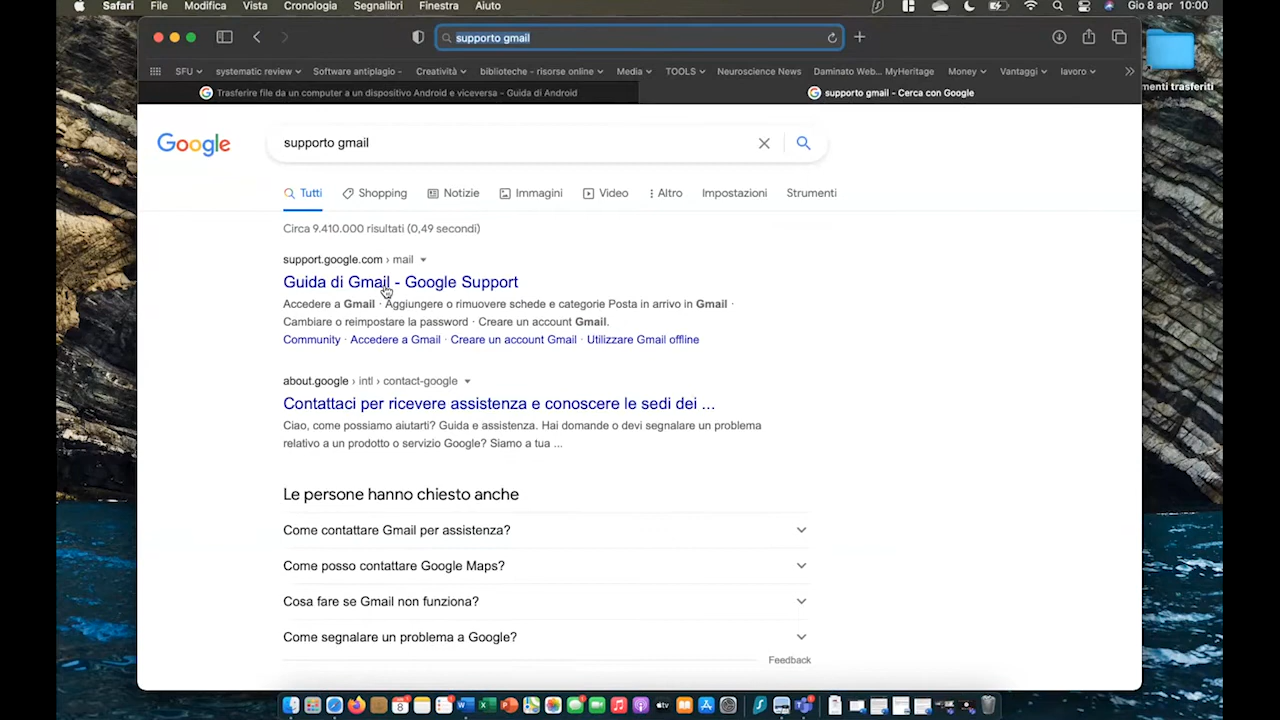 Safari File Modifica Vista Cronologia Segnalibri Finestra Aiuto Gio 8 apr 10:00
supporto gmail
SFU systematic review Software antiplagio - Creatività biblioteche - risorse online Media TOOLS Neuroscience News Daminato Web... MyHeritage Money Vantaggi lavoro
menti trasferiti
Trasferire file da un computer a un dispositivo Android e viceversa - Guida di Android
supporto gmail - Cerca con Google
Google
supporto gmail
Tutti Shopping Notizie Immagini Video Altro Impostazioni Strumenti
Circa 9.410.000 risultati (0,49 secondi)
support.google.com › mail
Guida di Gmail - Google Support
Accedere a Gmail · Aggiungere o rimuovere schede e categorie Posta in arrivo in Gmail ·
Cambiare o reimpostare la password · Creare un account Gmail.
Community · Accedere a Gmail · Creare un account Gmail · Utilizzare Gmail offline
about.google › intl › contact-google
Contattaci per ricevere assistenza e conoscere le sedi dei ...
Ciao, come possiamo aiutarti? Guida e assistenza. Hai domande o devi segnalare un problema
relativo a un prodotto o servizio Google? Siamo a tua ...
Le persone hanno chiesto anche
Come contattare Gmail per assistenza?
Come posso contattare Google Maps?
Cosa fare se Gmail non funziona?
Come segnalare un problema a Google?
Feedback